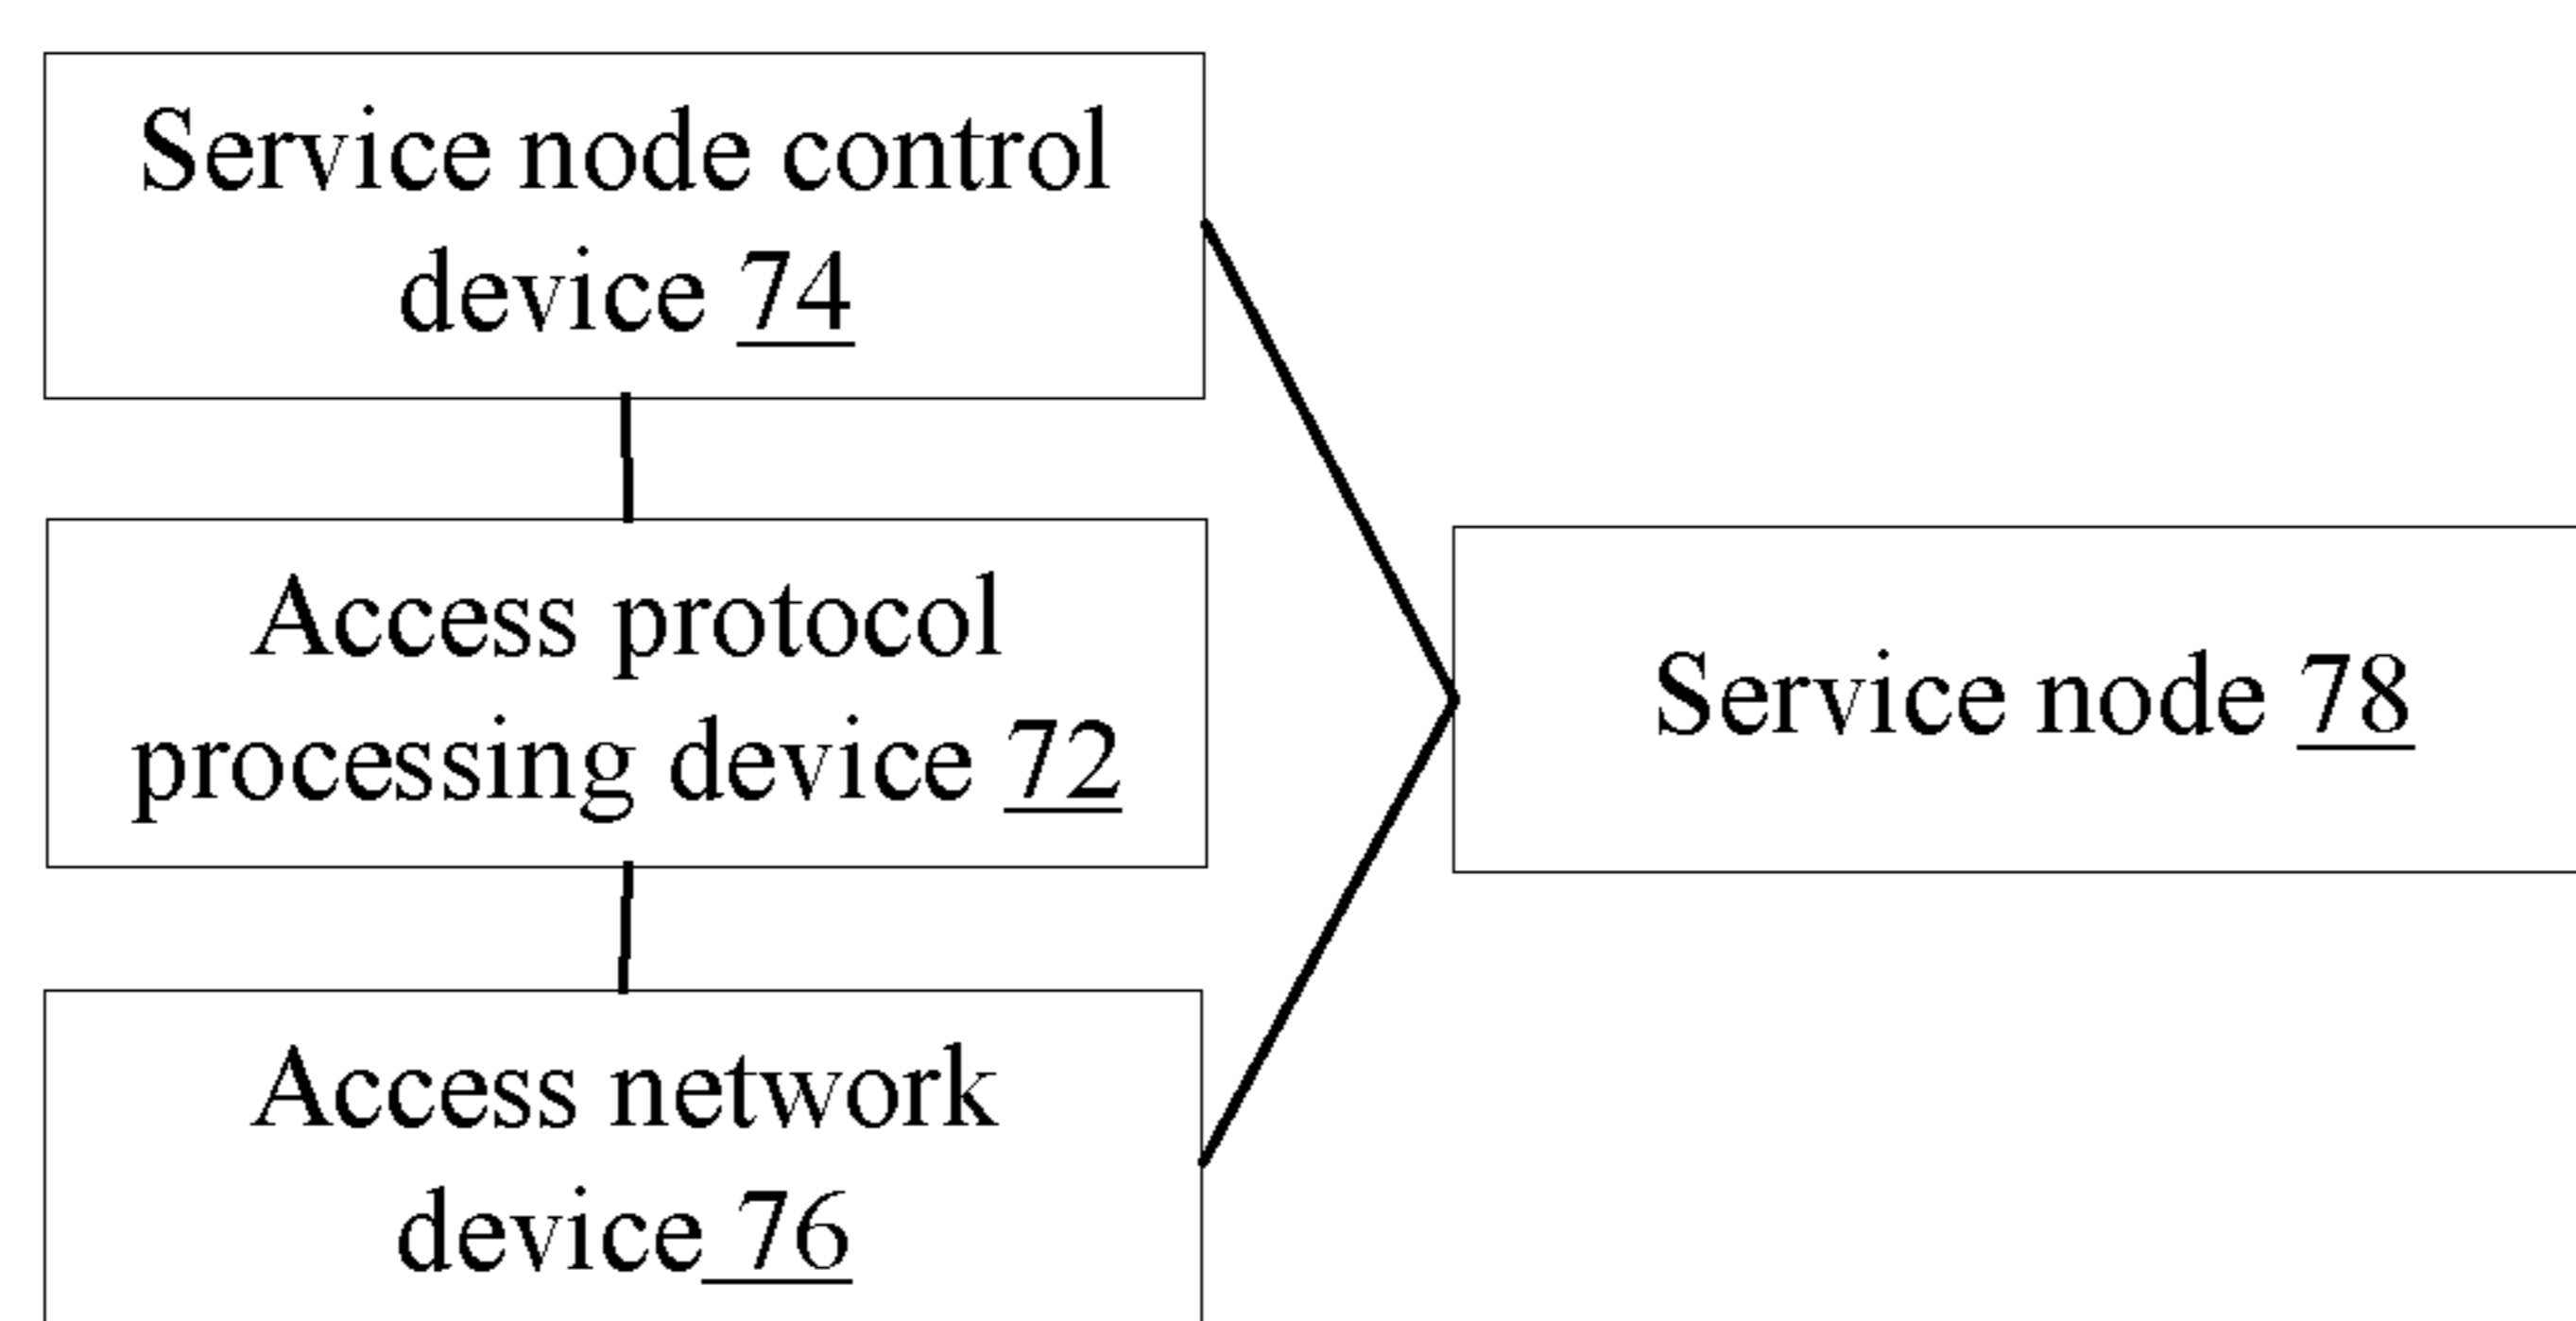 Service node control
device 74
Access protocol
processing device 72
Service node 78
Access network
device 76